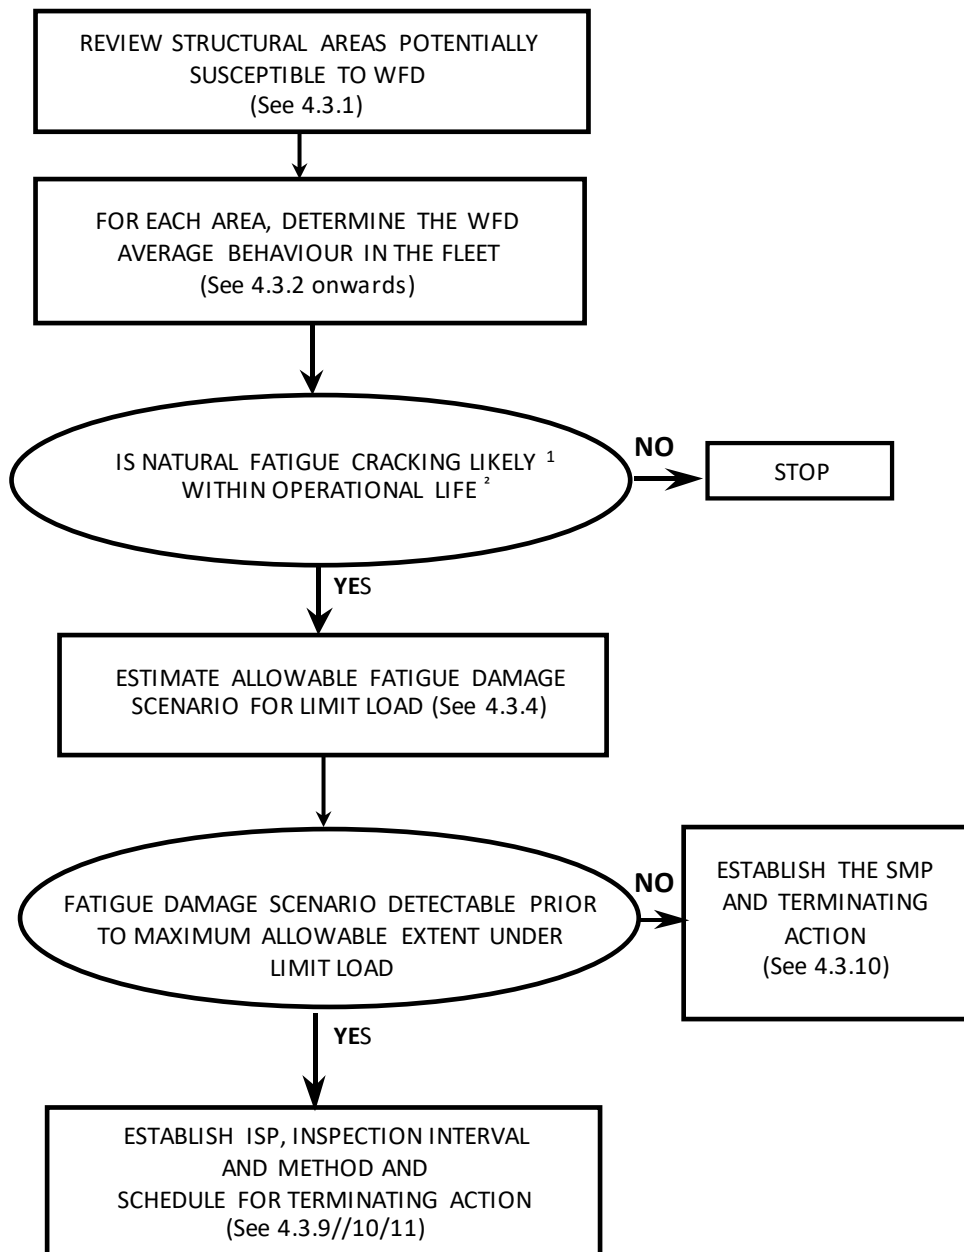 REVIEW STRUCTURAL AREAS POTENTIALLY
SUSCEPTIBLE TO WFD
(See 4.3.1)
FOR EACH AREA, DETERMINE THE WFD
AVERAGE BEHAVIOUR IN THE FLEET
(See 4.3.2 onwards)
IS NATURAL FATIGUE CRACKING LIKELY ¹
WITHIN OPERATIONAL LIFE ²
NO
STOP
YES
ESTIMATE ALLOWABLE FATIGUE DAMAGE
SCENARIO FOR LIMIT LOAD (See 4.3.4)
FATIGUE DAMAGE SCENARIO DETECTABLE PRIOR
TO MAXIMUM ALLOWABLE EXTENT UNDER
LIMIT LOAD
NO
ESTABLISH THE SMP
AND TERMINATING
ACTION
(See 4.3.10)
YES
ESTABLISH ISP, INSPECTION INTERVAL
AND METHOD AND
SCHEDULE FOR TERMINATING ACTION
(See 4.3.9//10/11)